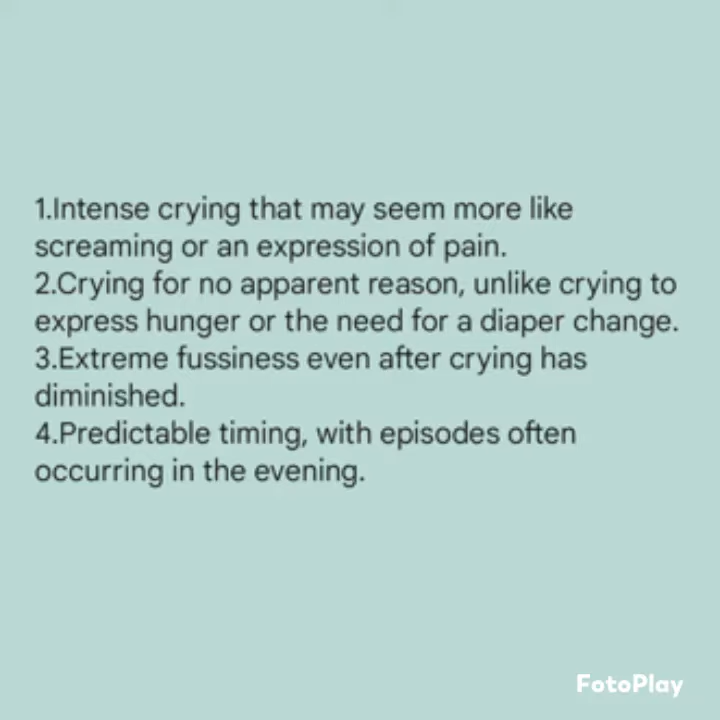 1.Intense crying that may seem more like
screaming or an expression of pain.
2.Crying for no apparent reason, unlike crying to
express hunger or the need for a diaper change.
3.Extreme fussiness even after crying has
diminished.
4.Predictable timing, with episodes often
occurring in the evening.
FotoPlay